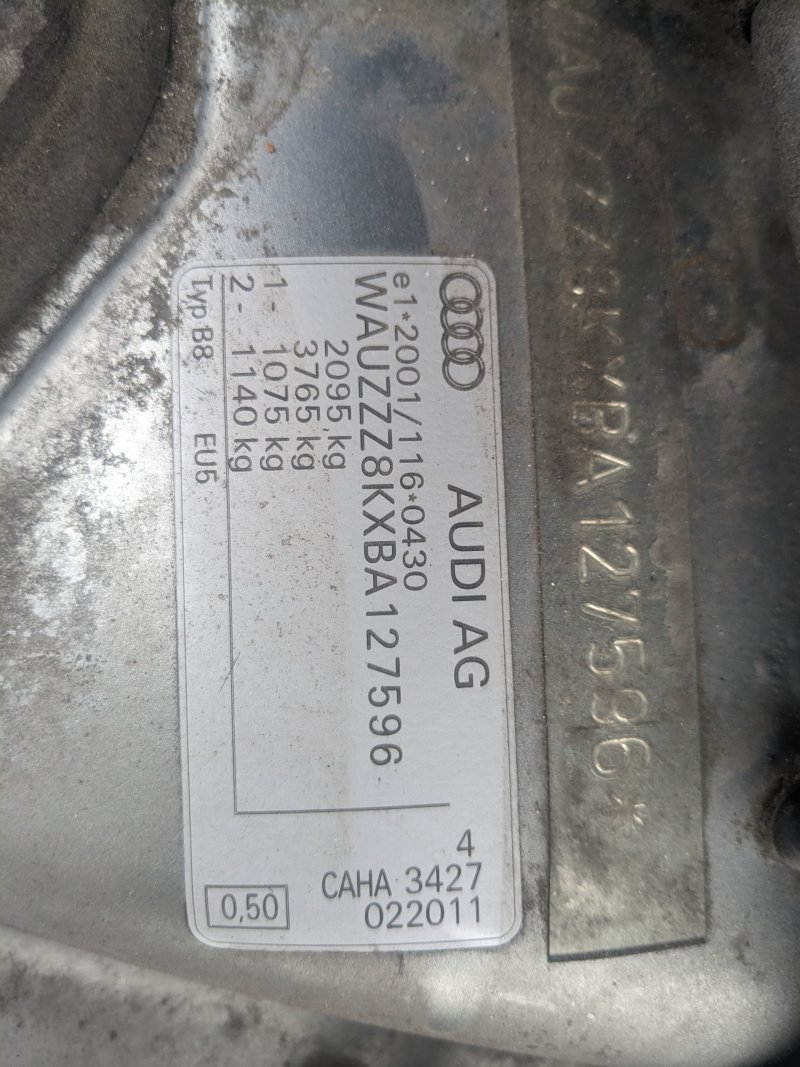 AUDI AG
e1*2001/116*0430
WAUZZZ8KXBA127596
2095 kg
3765 kg
1 - 1075 kg
2 - 1140 kg
Typ B8 / EU5
4
CAHA 3427
022011
0,50
WAUZZZ8KXBA127596*